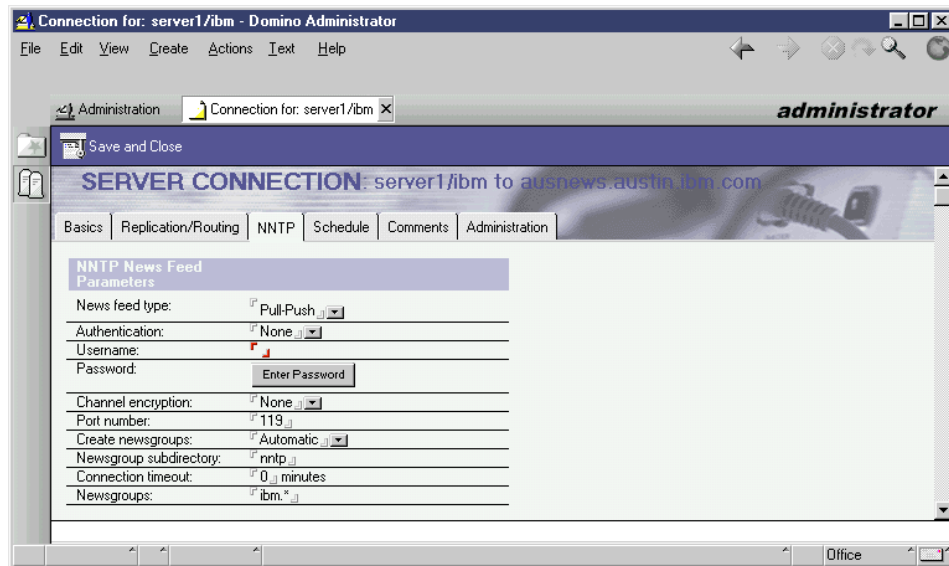 Connection for: server1/ibm - Domino Administrator
File Edit View Create Actions Text Help
Administration Connection for: server1/ibm administrator
Save and Close
SERVER CONNECTION: server1/ibm to ausnews.austin.ibm.com
Basics Replication/Routing NNTP Schedule Comments Administration
NNTP News Feed
Parameters
News feed type: Pull-Push
Authentication: None
Username:
Password: Enter Password
Channel encryption: None
Port number: 119
Create newsgroups: Automatic
Newsgroup subdirectory: nntp
Connection timeout: 0 minutes
Newsgroups: ibm.*
Office